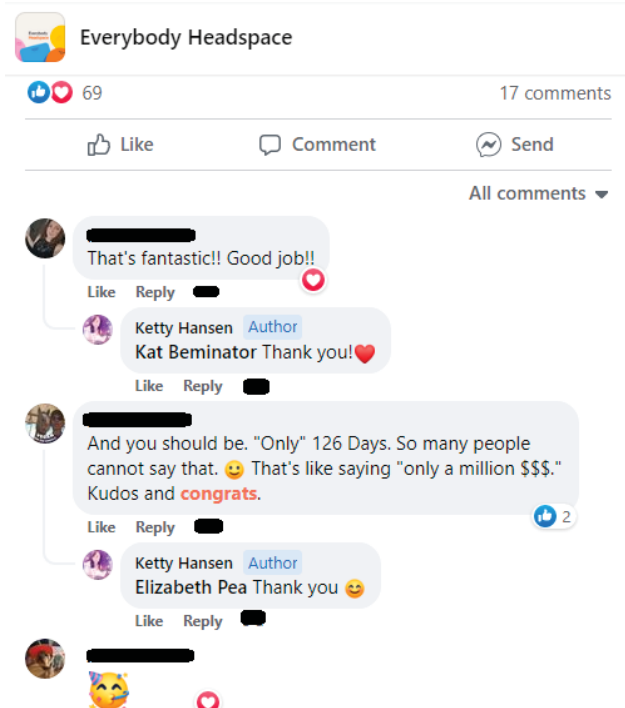 Everybody Headspace
69
17 comments
Like
Comment
Send
All comments
That's fantastic!! Good job!!
Like Reply
Ketty Hansen Author
Kat Beminator Thank you!
Like Reply
And you should be. "Only" 126 Days. So many people
cannot say that. 😃 That's like saying "only a million $$$."
Kudos and congrats.
2
Like Reply
Ketty Hansen Author
Elizabeth Pea Thank you 😊
Like Reply